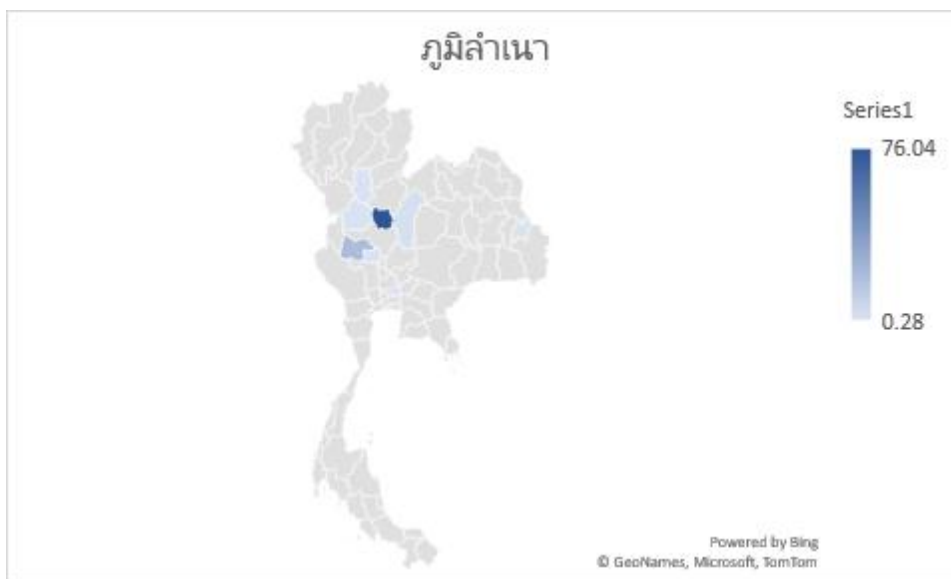 ภูมิลำเนา
Series1
76.04
0.28
Powered by Bing
© GeoNames, Microsoft, TomTom